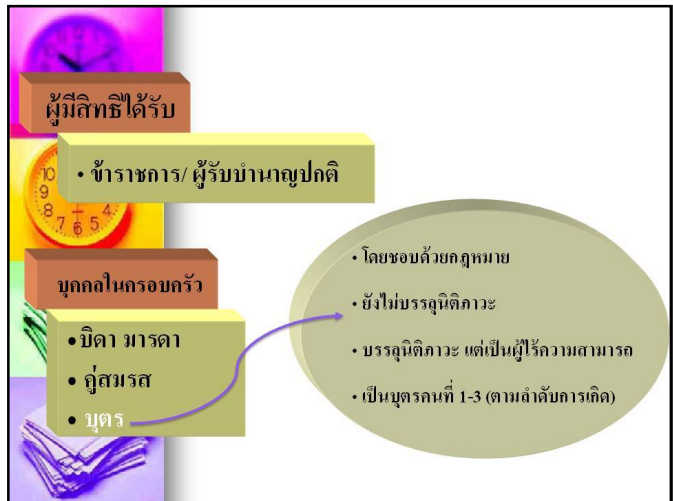 ผู้มีสิทธิได้รับ
• ข้าราชการ/ ผู้รับบำนาญปกติ
บุคคลในครอบครัว
• บิดา มารดา
• คู่สมรส
• บุตร
• โดยชอบด้วยกฎหมาย
• ยังไม่บรรลุนิติภาวะ
• บรรลุนิติภาวะ แต่เป็นผู้ไร้ความสามารถ
• เป็นบุตรคนที่ 1-3 (ตามลำดับการเกิด)